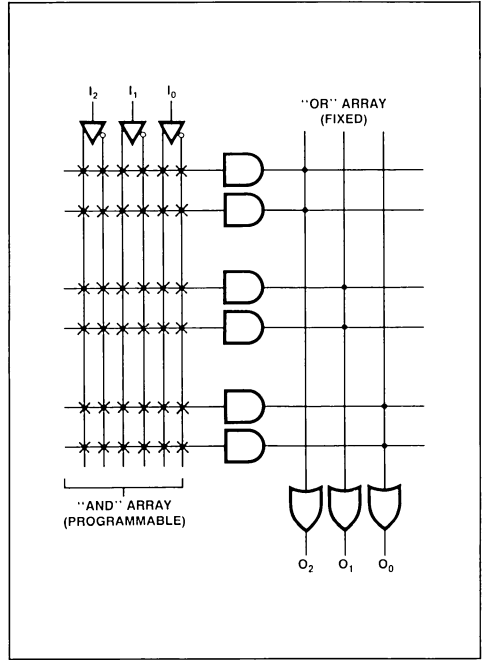 I₂ I₁ I₀
"OR" ARRAY
(FIXED)
"AND" ARRAY
(PROGRAMMABLE)
O₂ O₁ O₀